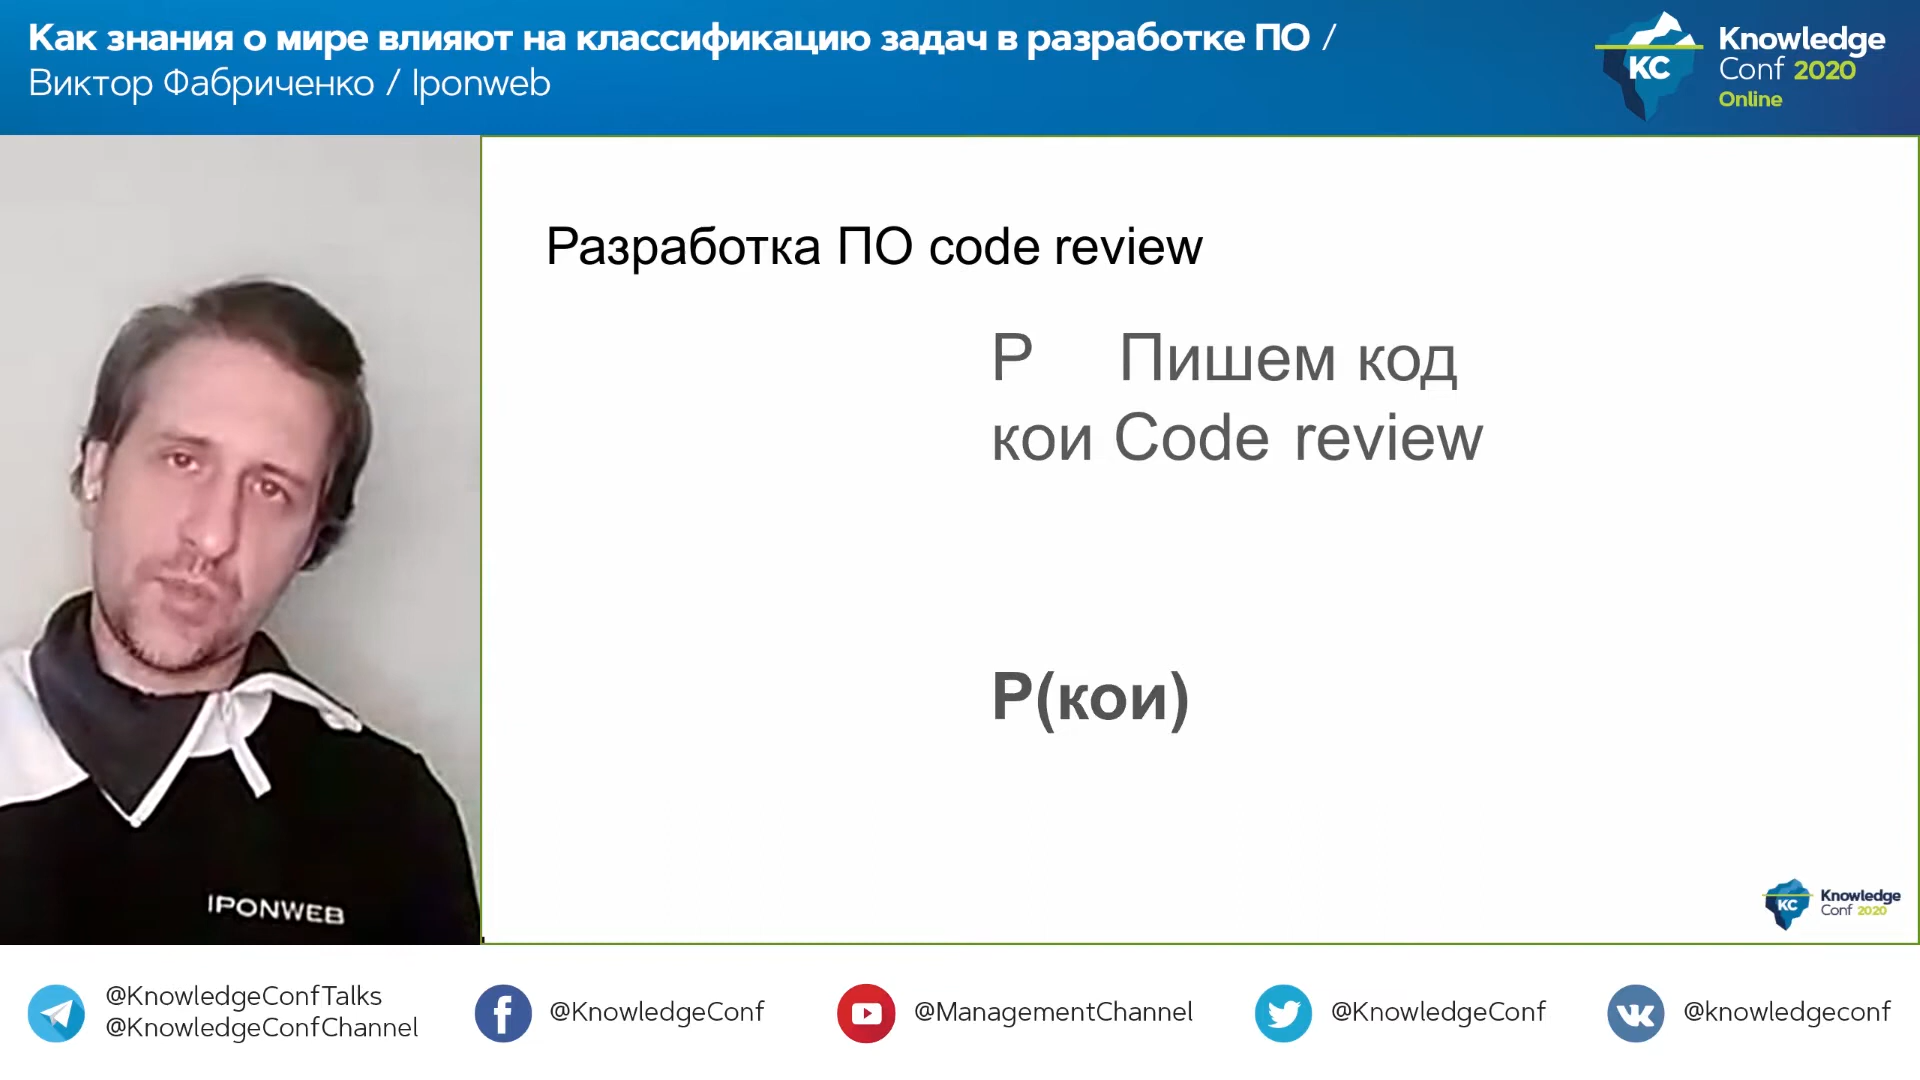 Как знания о мире влияют на классификацию задач в разработке ПО /
Виктор Фабриченко / Iponweb
KC
Knowledge
Conf 2020
Online
Разработка ПО code review
Р Пишем код
кои Code review
Р(кои)
IPONWEB
KC
Knowledge
Conf 2020
@KnowledgeConfTalks
@KnowledgeConfChannel
@KnowledgeConf
@ManagementChannel
@KnowledgeConf
@knowledgeconf